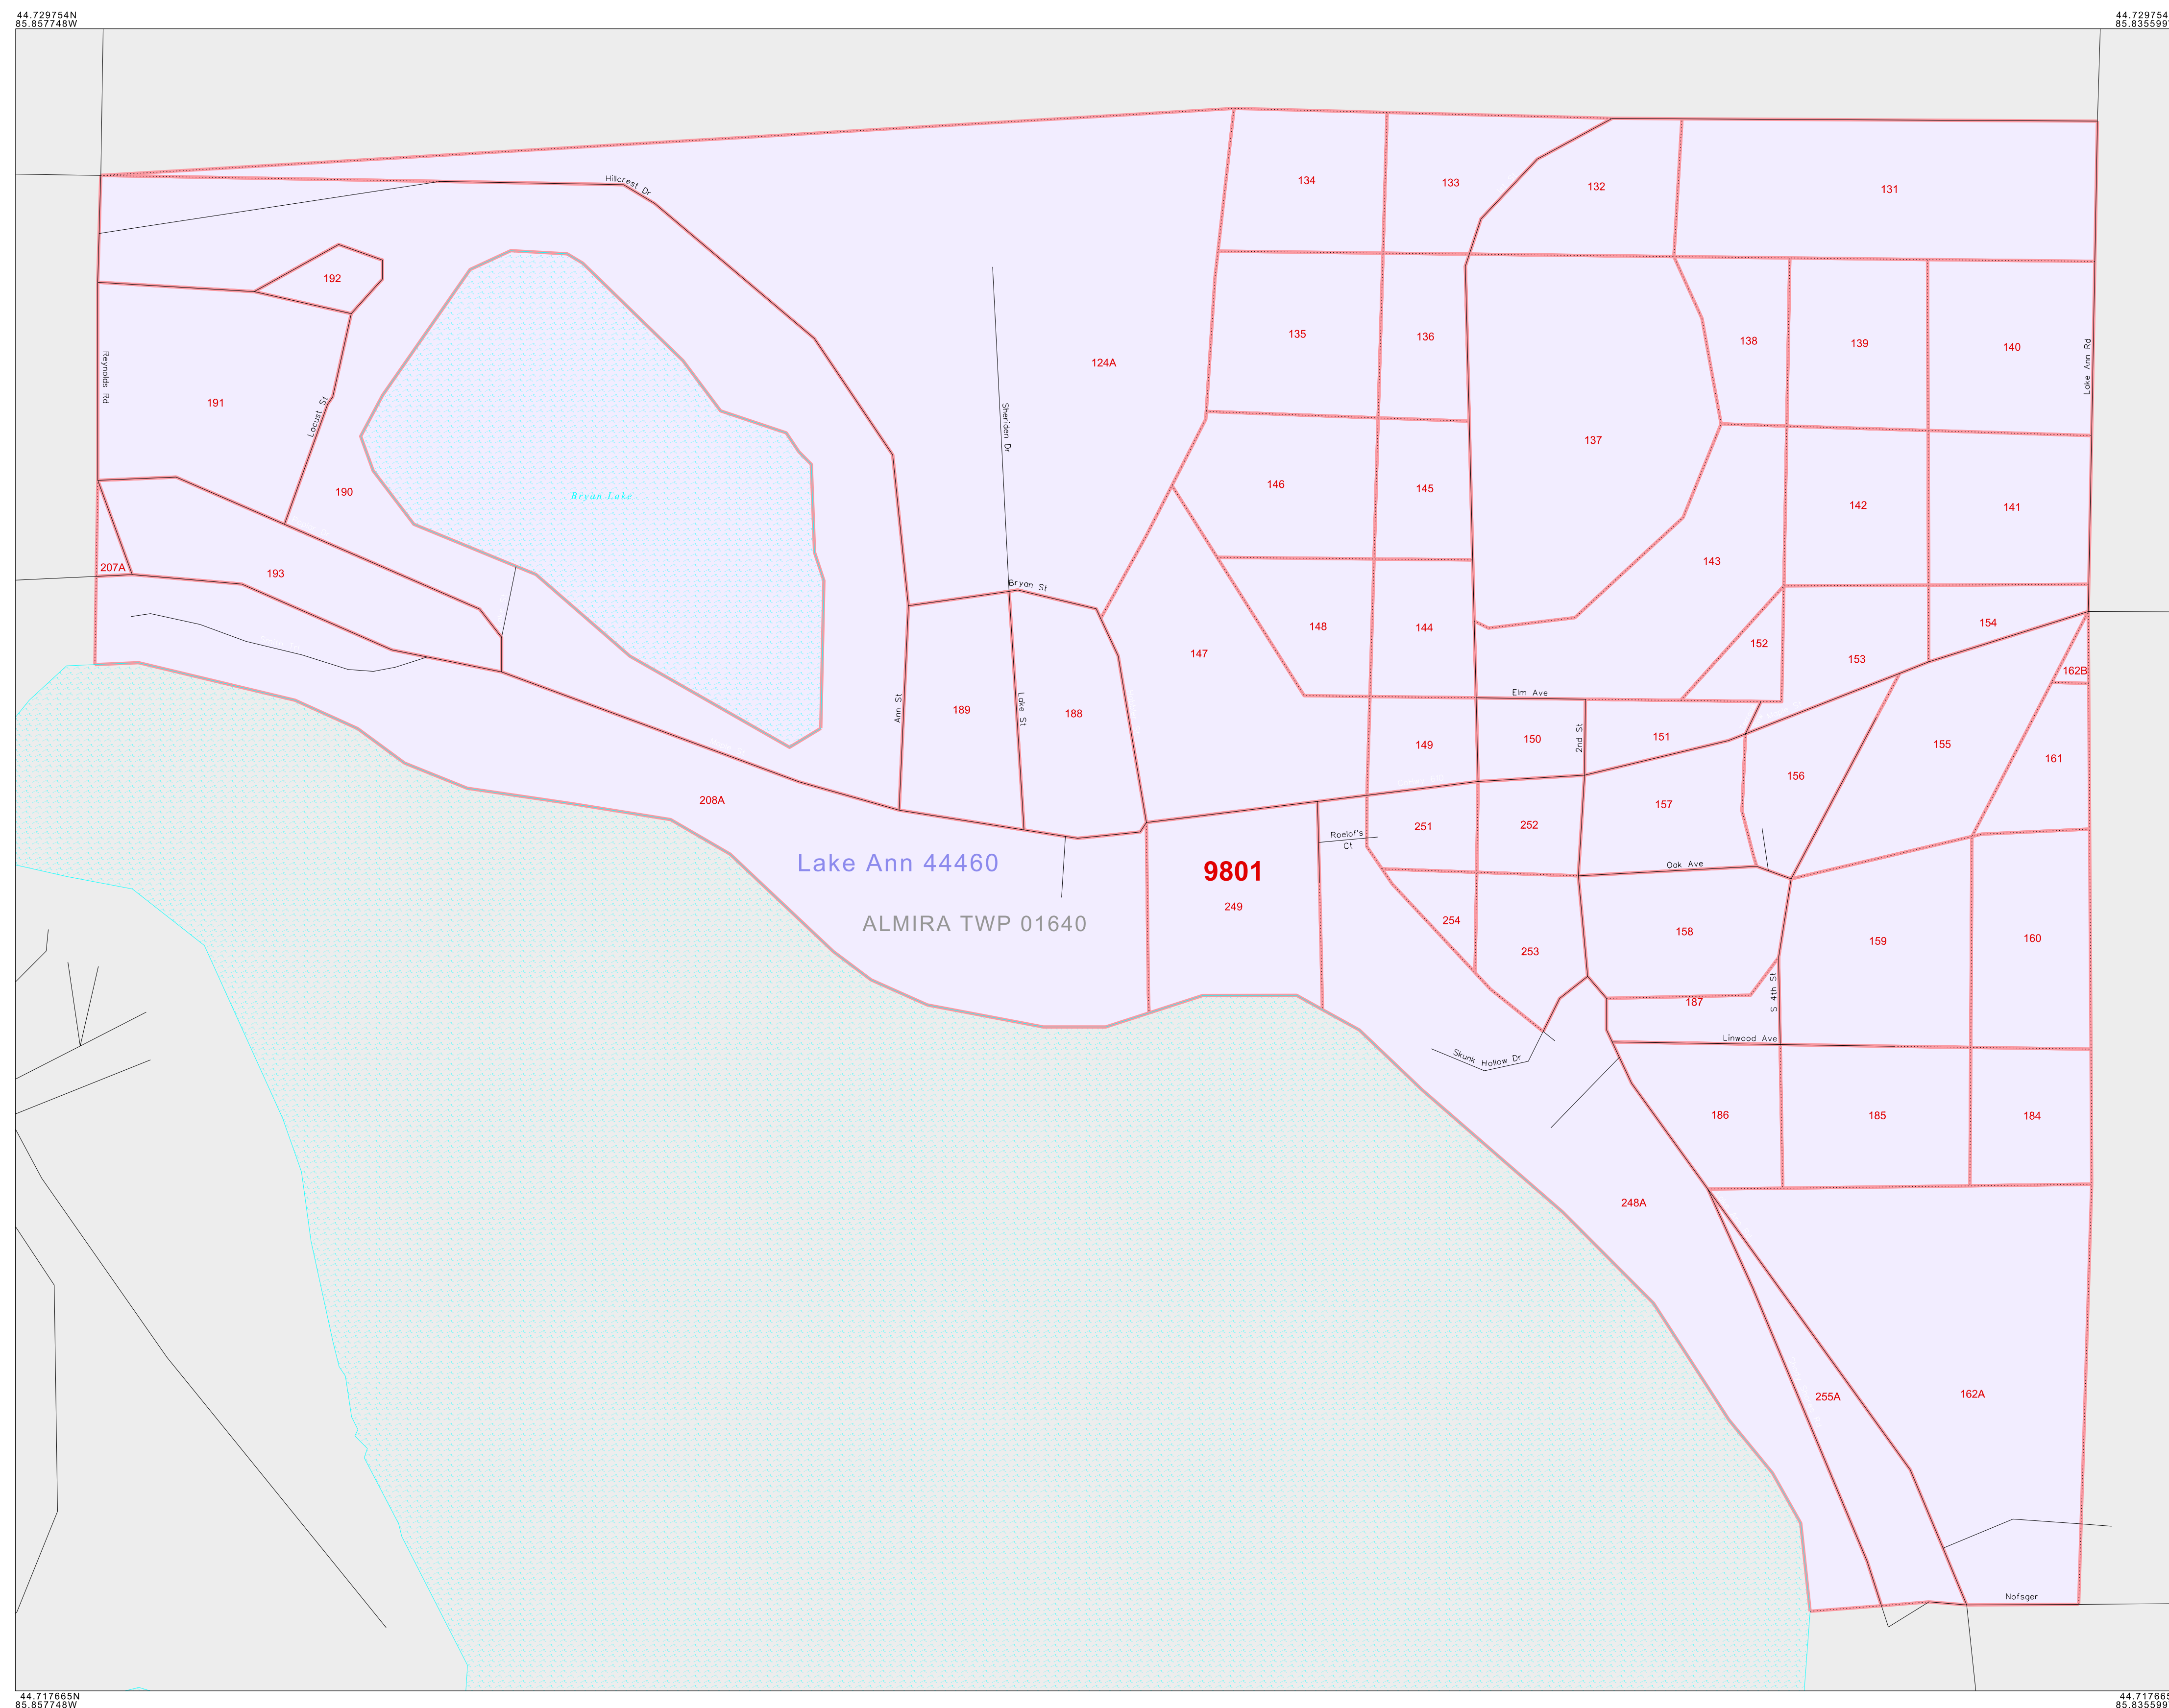 44.729754N
85.857748W
44.729754
85.835599
134
133
132
131
Hillcrest Dr
192
135
136
138
139
140
Reynolds Rd
Lake Ann Rd
124A
191
Locust St
Sheriden Dr
137
190
Bryan Lake
146
145
142
141
143
207A
193
Bryan St
148
144
152
154
147
153
162B
Elm Ave
Ann St
189
Lake St
188
149
150
2nd St
151
155
161
156
208A
157
251
252
Roelof's
Ct
Lake Ann 44460
9801
Oak Ave
249
254
ALMIRA TWP 01640
253
158
159
160
187
S 4th St
Linwood Ave
Skunk Hollow Dr
186
185
184
248A
255A
162A
Nofsger
44.717665N
85.857748W
44.717665
85.835599